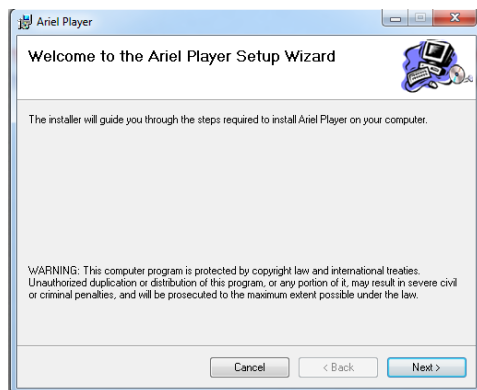 Ariel Player
Welcome to the Ariel Player Setup Wizard
The installer will guide you through the steps required to install Ariel Player on your computer.
WARNING: This computer program is protected by copyright law and international treaties.
Unauthorized duplication or distribution of this program, or any portion of it, may result in severe civil
or criminal penalties, and will be prosecuted to the maximum extent possible under the law.
Cancel
< Back
Next >